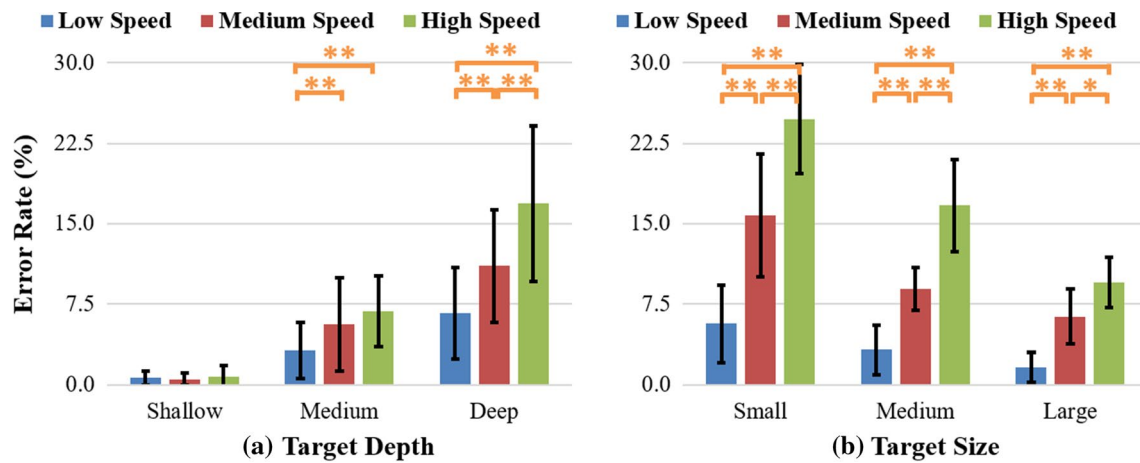 Low Speed Medium Speed High Speed
Low Speed Medium Speed High Speed
Error Rate (%)
30.0
22.5
15.0
7.5
0.0
** **
** ** **
Shallow Medium Deep
(a) Target Depth
30.0
22.5
15.0
7.5
0.0
** ** **
** ** ** ** ** *
Small Medium Large
(b) Target Size